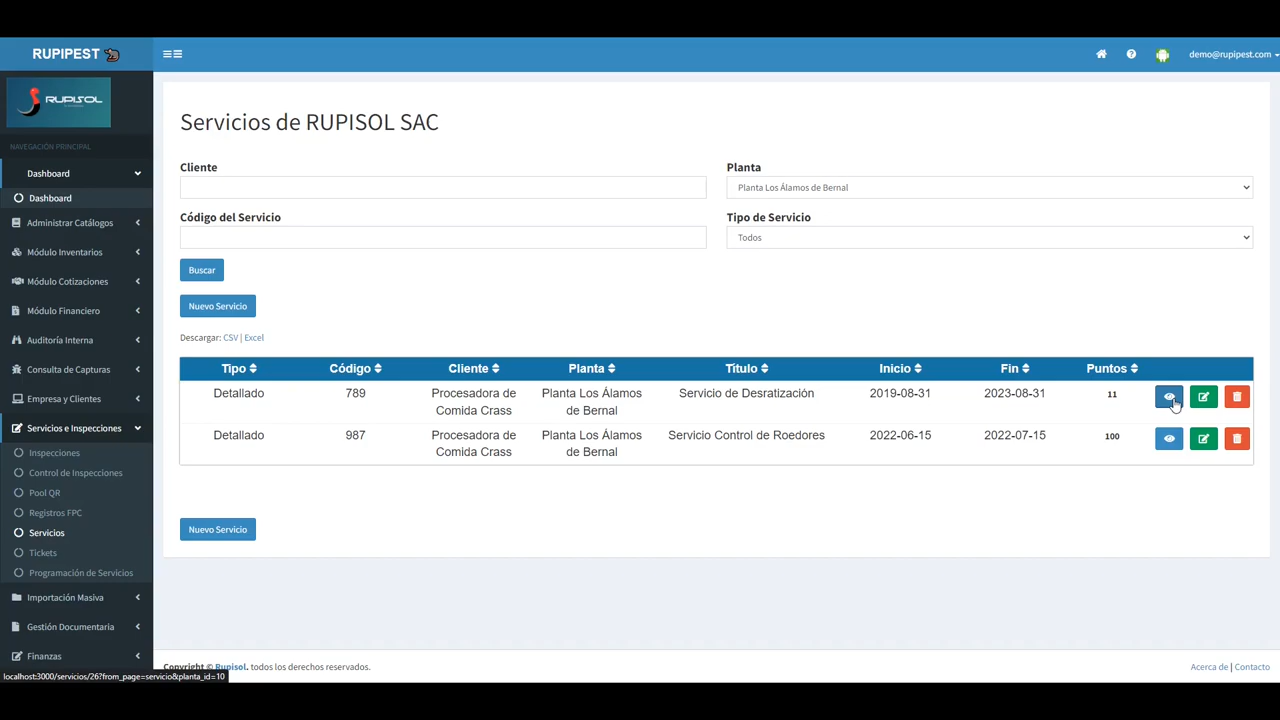 RUPIPEST
demo@rupipest.com
RUPISOL
NAVEGACIÓN PRINCIPAL
Dashboard
Dashboard
Administrar Catálogos
Módulo Inventarios
Módulo Cotizaciones
Módulo Financiero
Auditoría Interna
Consulta de Capturas
Empresa y Clientes
Servicios e Inspecciones
Inspecciones
Control de Inspecciones
Pool QR
Registros FPC
Servicios
Tickets
Programación de Servicios
Importación Masiva
Gestión Documentaria
Finanzas
Servicios de RUPISOL SAC
Cliente
Planta
Planta Los Álamos de Bernal
Código del Servicio
Tipo de Servicio
Todos
Buscar
Nuevo Servicio
Descargar: CSV | Excel
Tipo Código Cliente Planta Título Inicio Fin Puntos
Detallado 789 Procesadora de Comida Crass Planta Los Álamos de Bernal Servicio de Desratización 2019-08-31 2023-08-31 11
Detallado 987 Procesadora de Comida Crass Planta Los Álamos de Bernal Servicio Control de Roedores 2022-06-15 2022-07-15 100
Nuevo Servicio
Copyright © Rupisol. todos los derechos reservados.
Acerca de | Contacto
localhost:3000/servicios/26?from_page=servicio&planta_id=10